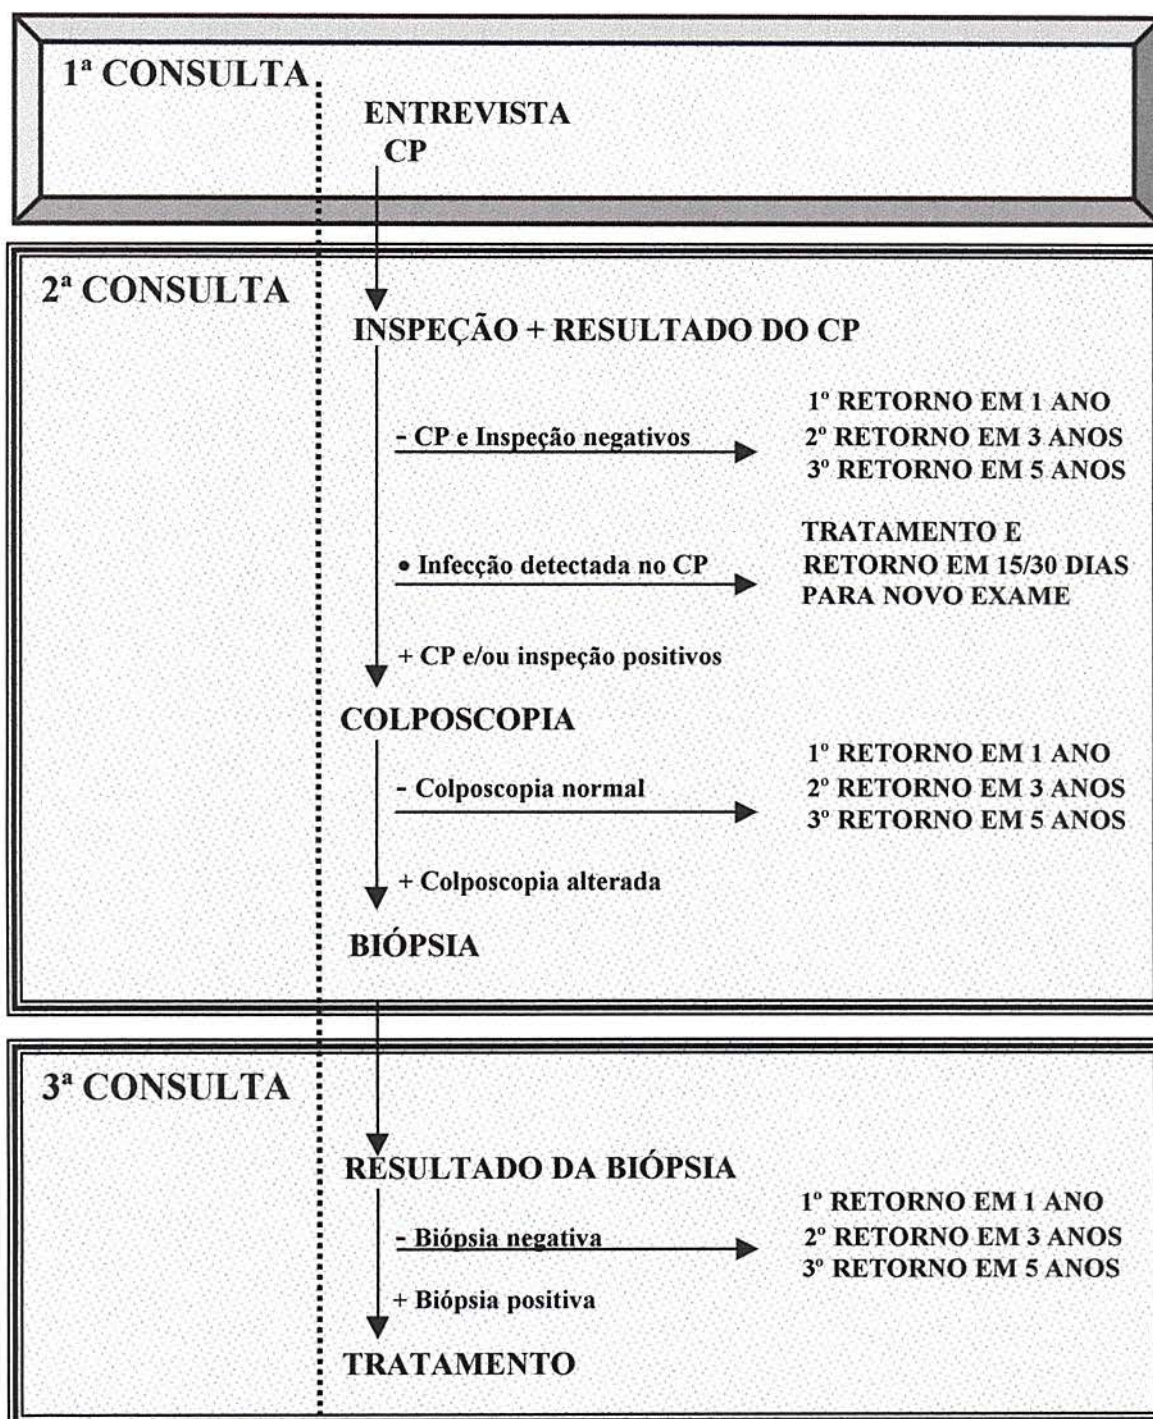 1ª CONSULTA
ENTREVISTA
CP
2ª CONSULTA
INSPEÇÃO + RESULTADO DO CP
- CP e Inspeção negativos
1º RETORNO EM 1 ANO
2º RETORNO EM 3 ANOS
3º RETORNO EM 5 ANOS
• Infecção detectada no CP
TRATAMENTO E
RETORNO EM 15/30 DIAS
PARA NOVO EXAME
+ CP e/ou inspeção positivos
COLPOSCOPIA
- Colposcopia normal
1º RETORNO EM 1 ANO
2º RETORNO EM 3 ANOS
3º RETORNO EM 5 ANOS
+ Colposcopia alterada
BIÓPSIA
3ª CONSULTA
RESULTADO DA BIÓPSIA
- Biópsia negativa
1º RETORNO EM 1 ANO
2º RETORNO EM 3 ANOS
3º RETORNO EM 5 ANOS
+ Biópsia positiva
TRATAMENTO